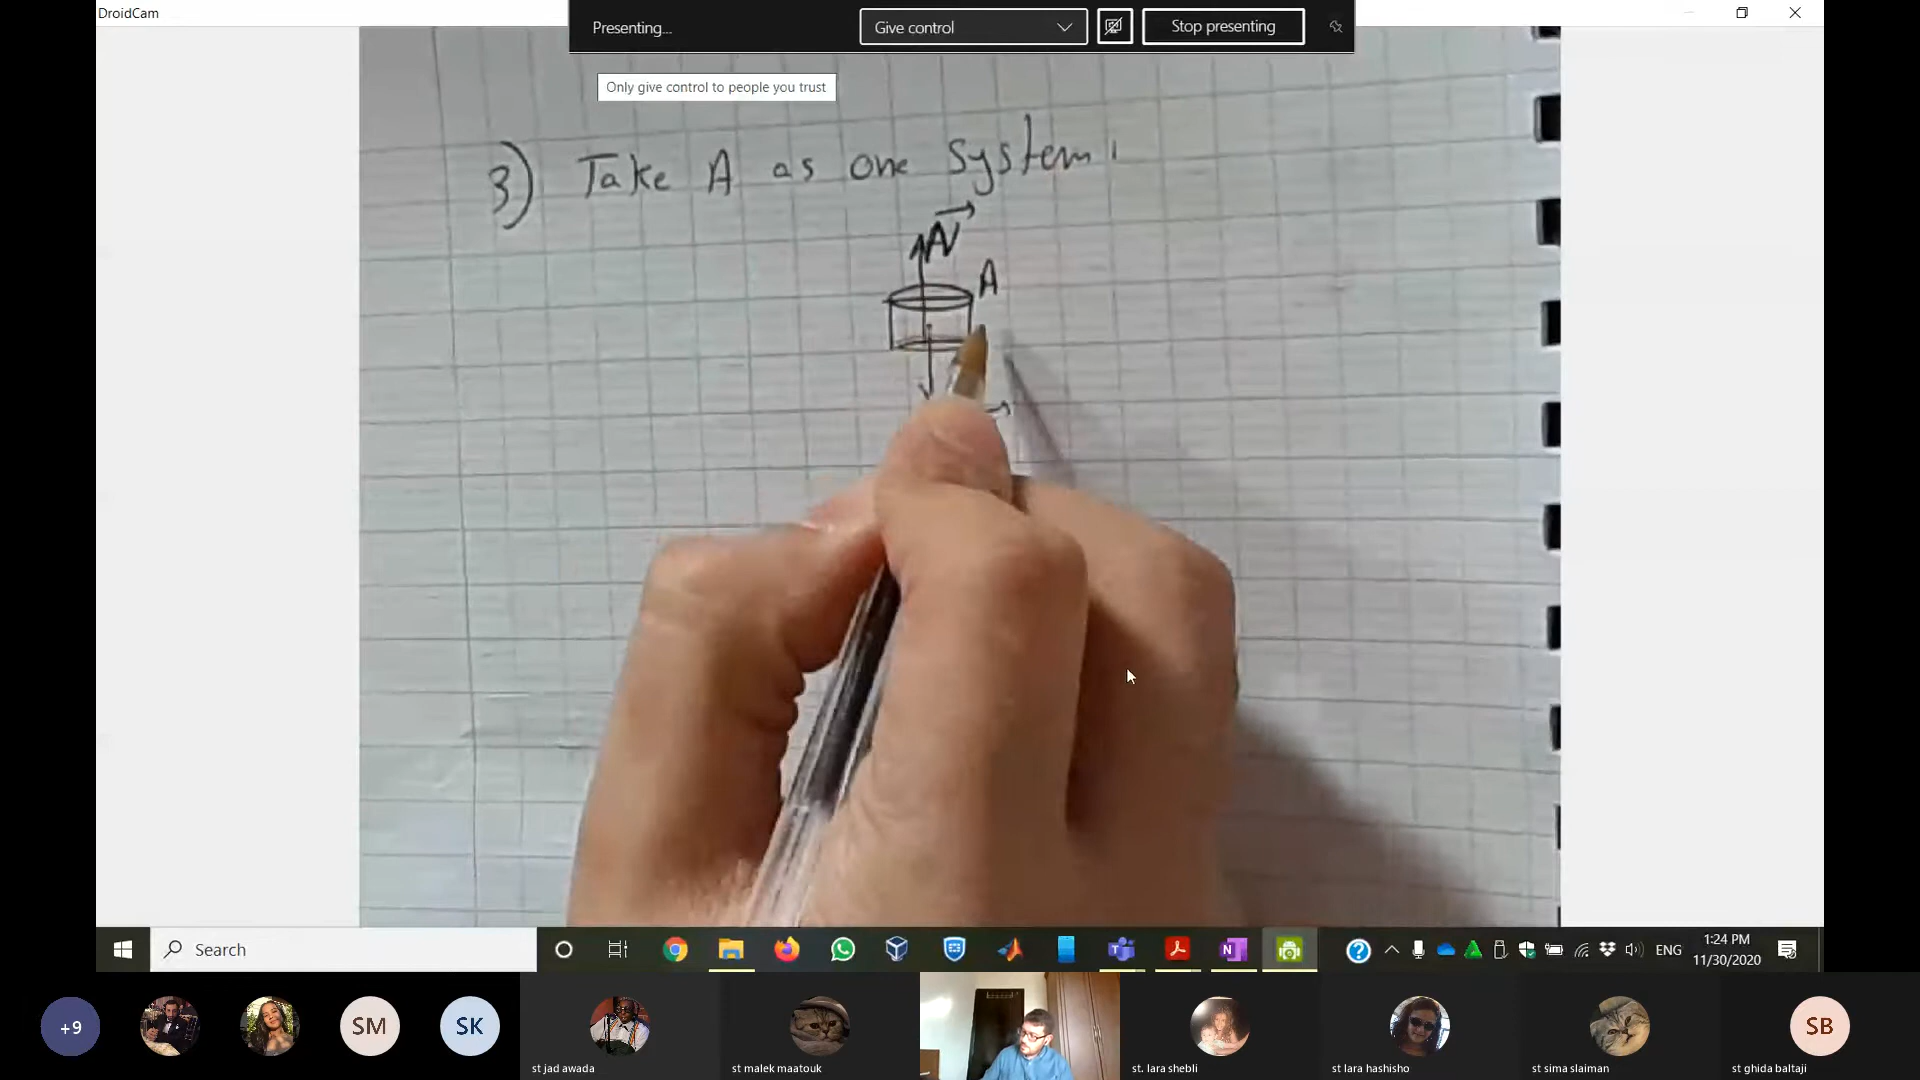 DroidCam
Presenting...
Give control
Stop presenting
Only give control to people you trust
3) Take A as one system,
N
A
Search
ENG
1:24 PM
11/30/2020
+9
SM
SK
st jad awada
st malek maatouk
st. lara shebli
st lara hashisho
st sima slaiman
SB
st ghida baltaji